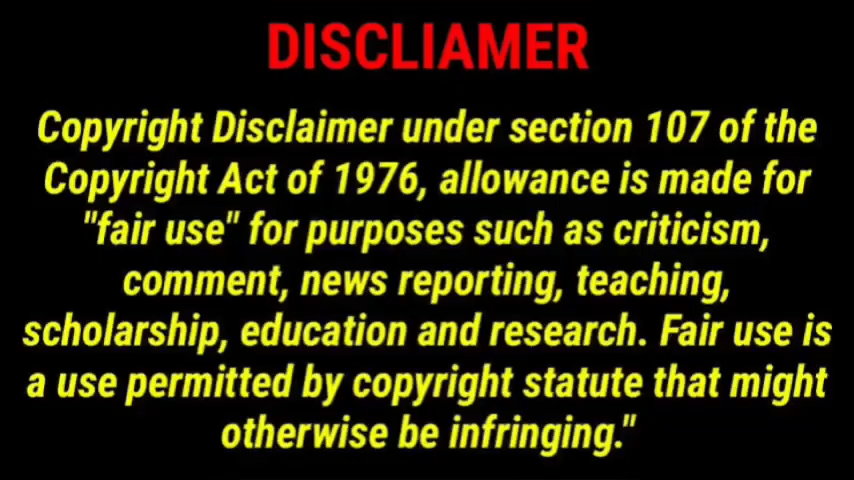 DISCLIAMER
Copyright Disclaimer under section 107 of the
Copyright Act of 1976, allowance is made for
"fair use" for purposes such as criticism,
comment, news reporting, teaching,
scholarship, education and research. Fair use is
a use permitted by copyright statute that might
otherwise be infringing."